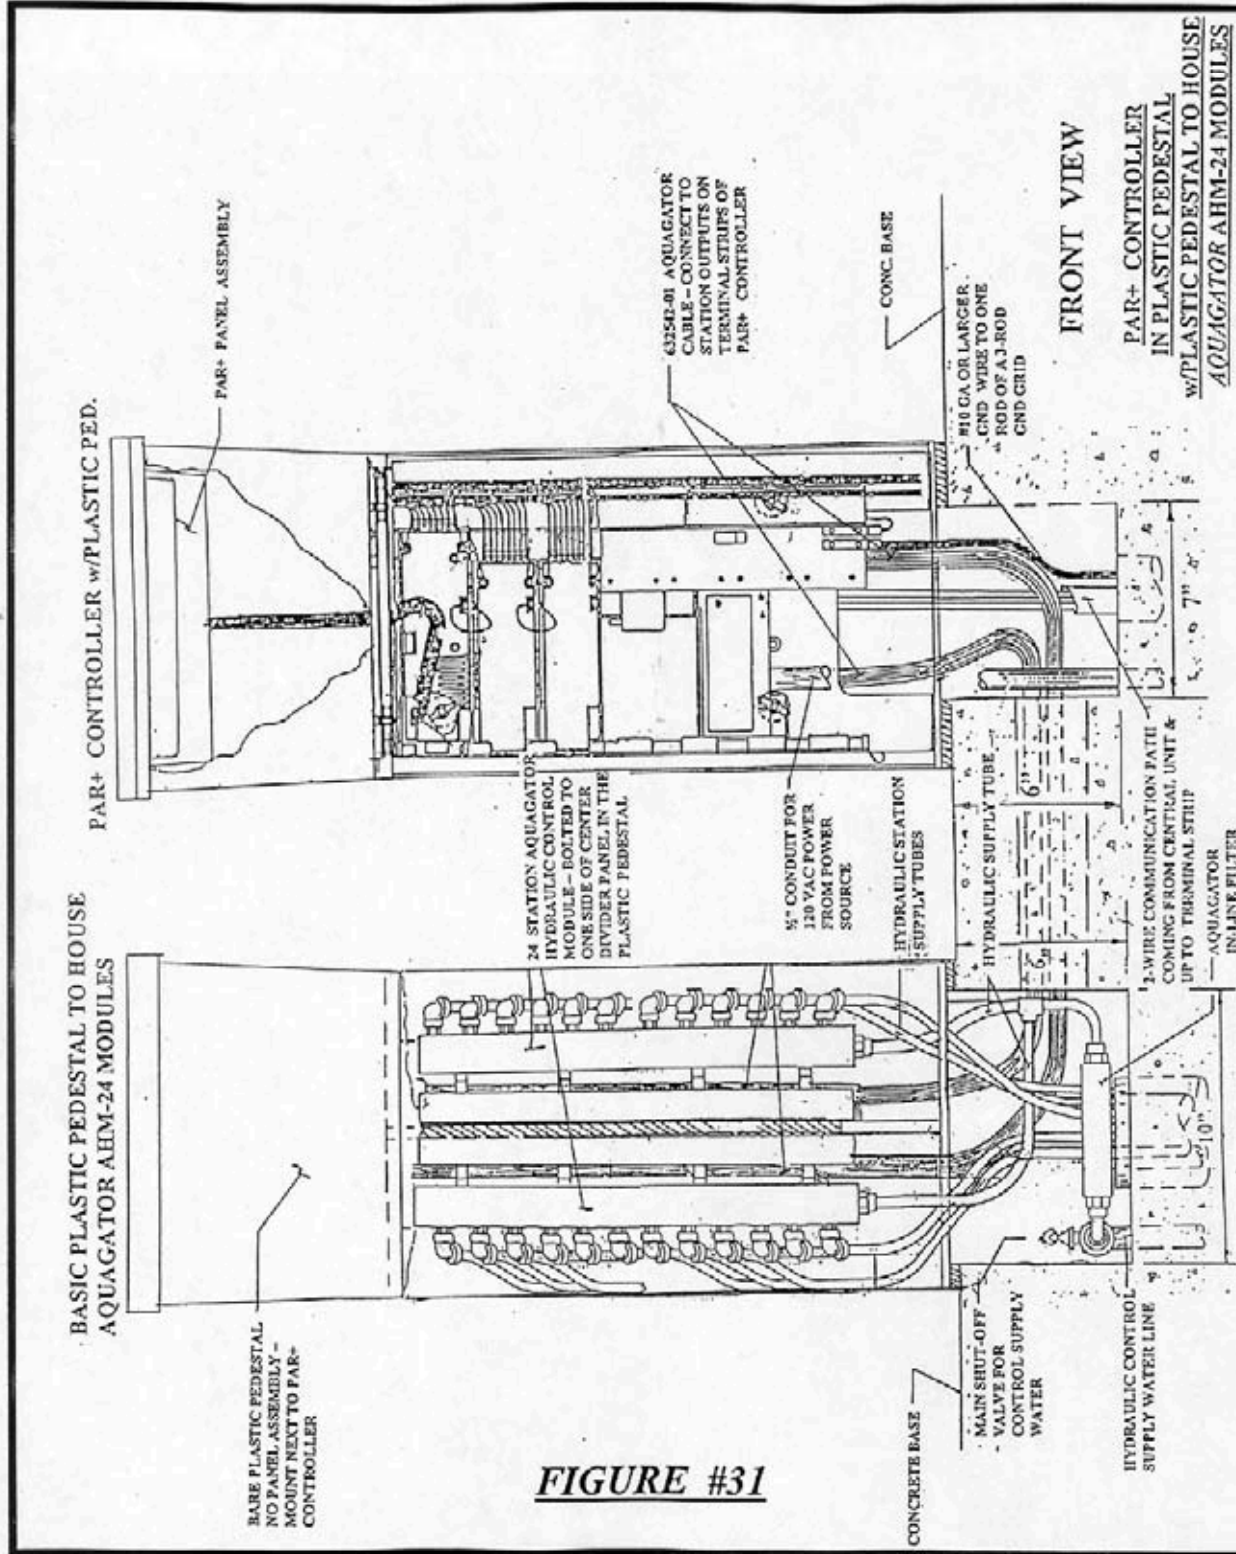 BASIC PLASTIC PEDESTAL TO HOUSE
AQUAGATOR AHM-24 MODULES
PAR+ CONTROLLER w/PLASTIC PED.
BARE PLASTIC PEDESTAL
NO PANEL ASSEMBLY –
MOUNT NEXT TO PAR+
CONTROLLER
PAR+ PANEL ASSEMBLY
24 STATION AQUAGATOR
HYDRAULIC CONTROL
MODULE – BOLTED TO
ONE SIDE OF CENTER
DIVIDER PANEL IN THE
PLASTIC PEDESTAL
632542-01 AQUAGATOR
CABLE – CONNECT TO
STATION OUTPUTS ON
TERMINAL STRIPS OF
PAR+ CONTROLLER
½" CONDUIT FOR
120 VAC POWER
FROM POWER
SOURCE
HYDRAULIC STATION
SUPPLY TUBES
CONC. BASE
HYDRAULIC SUPPLY TUBE
#10 GA OR LARGER
GND WIRE TO ONE
ROD OF A 3-ROD
GND GRID
CONCRETE BASE
MAIN SHUT-OFF
VALVE FOR
CONTROL SUPPLY
WATER
6"
6"
7"
10"
HYDRAULIC CONTROL
SUPPLY WATER LINE
2-WIRE COMMUNICATION PATH
COMING FROM CENTRAL UNIT &
UP TO TERMINAL STRIP
AQUAGATOR
IN-LINE FILTER
FRONT VIEW
PAR+ CONTROLLER
IN PLASTIC PEDESTAL
w/PLASTIC PEDESTAL TO HOUSE
AQUAGATOR AHM-24 MODULES
FIGURE #31